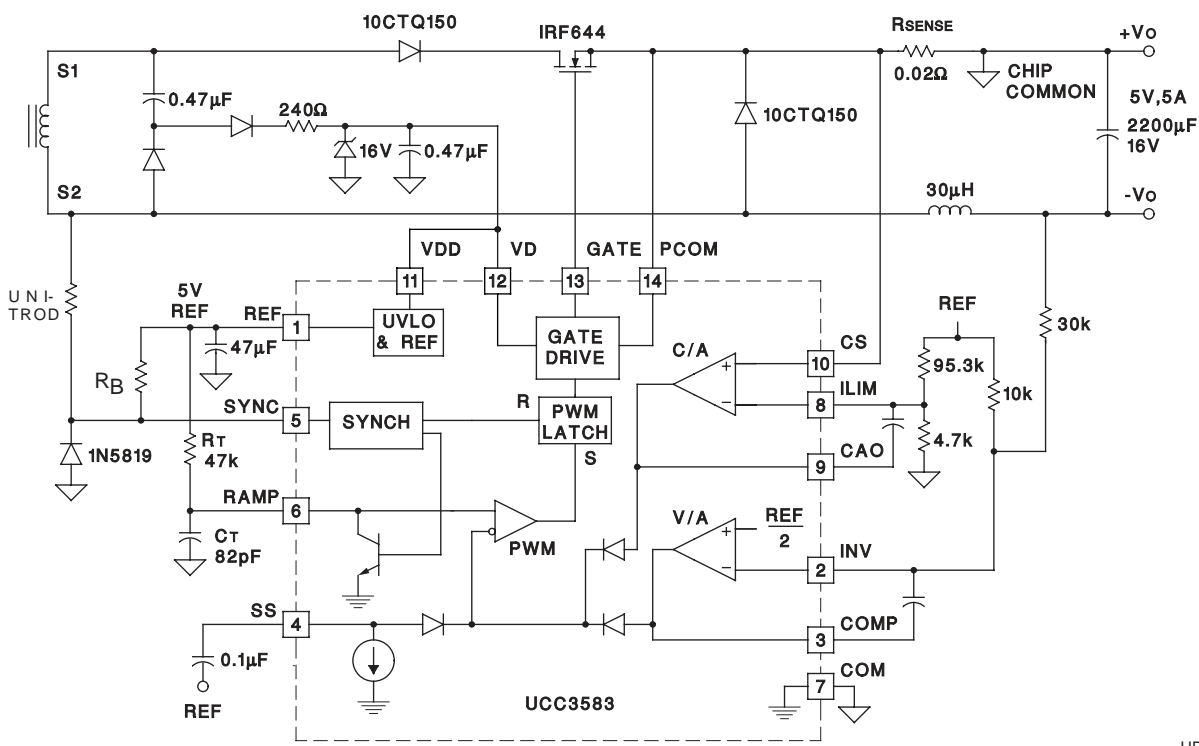 10CTQ150
IRF644
RSENSE
+Vo
S1
0.02Ω
CHIP
COMMON
0.47µF
240Ω
10CTQ150
5V,5A
2200µF
16V
16V
0.47µF
S2
30µH
-Vo
VDD
VD
GATE
PCOM
11
12
13
14
UNI-
TROD
5V
REF
REF
1
UVLO
& REF
GATE
DRIVE
REF
30k
47µF
C/A
+
CS
10
95.3k
RB
ILIM
8
10k
–
SYNC
5
SYNCH
R
PWM
LATCH
S
4.7k
1N5819
RT
47k
CAO
9
RAMP
6
V/A
+
REF
2
PWM
CT
82pF
–
INV
2
SS
4
COMP
3
0.1µF
REF
UCC3583
COM
7